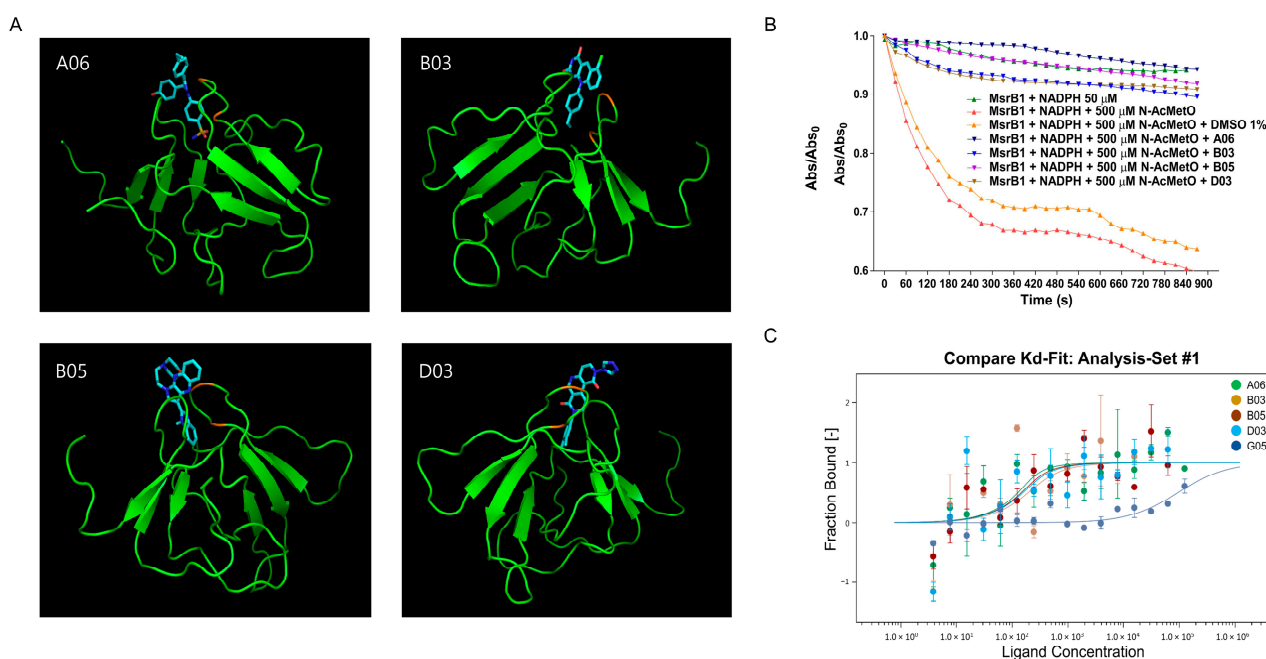 A
A06
B03
B05
D03
B
1.0
0.9
0.8
0.7
0.6
Abs/Abs₀
Abs/Abs₀
MsrB1 + NADPH 50 μM
MsrB1 + NADPH + 500 μM N-AcMetO
MsrB1 + NADPH + 500 μM N-AcMetO + DMSO 1%
MsrB1 + NADPH + 500 μM N-AcMetO + A06
MsrB1 + NADPH + 500 μM N-AcMetO + B03
MsrB1 + NADPH + 500 μM N-AcMetO + B05
MsrB1 + NADPH + 500 μM N-AcMetO + D03
0 60 120 180 240 300 360 420 480 540 600 660 720 780 840 900
Time (s)
C
Compare Kd-Fit: Analysis-Set #1
A06
B03
B05
D03
G05
2
1
0
−1
Fraction Bound [-]
1.0 × 10⁰ 1.0 × 10¹ 1.0 × 10² 1.0 × 10³ 1.0 × 10⁴ 1.0 × 10⁵ 1.0 × 10⁶
Ligand Concentration